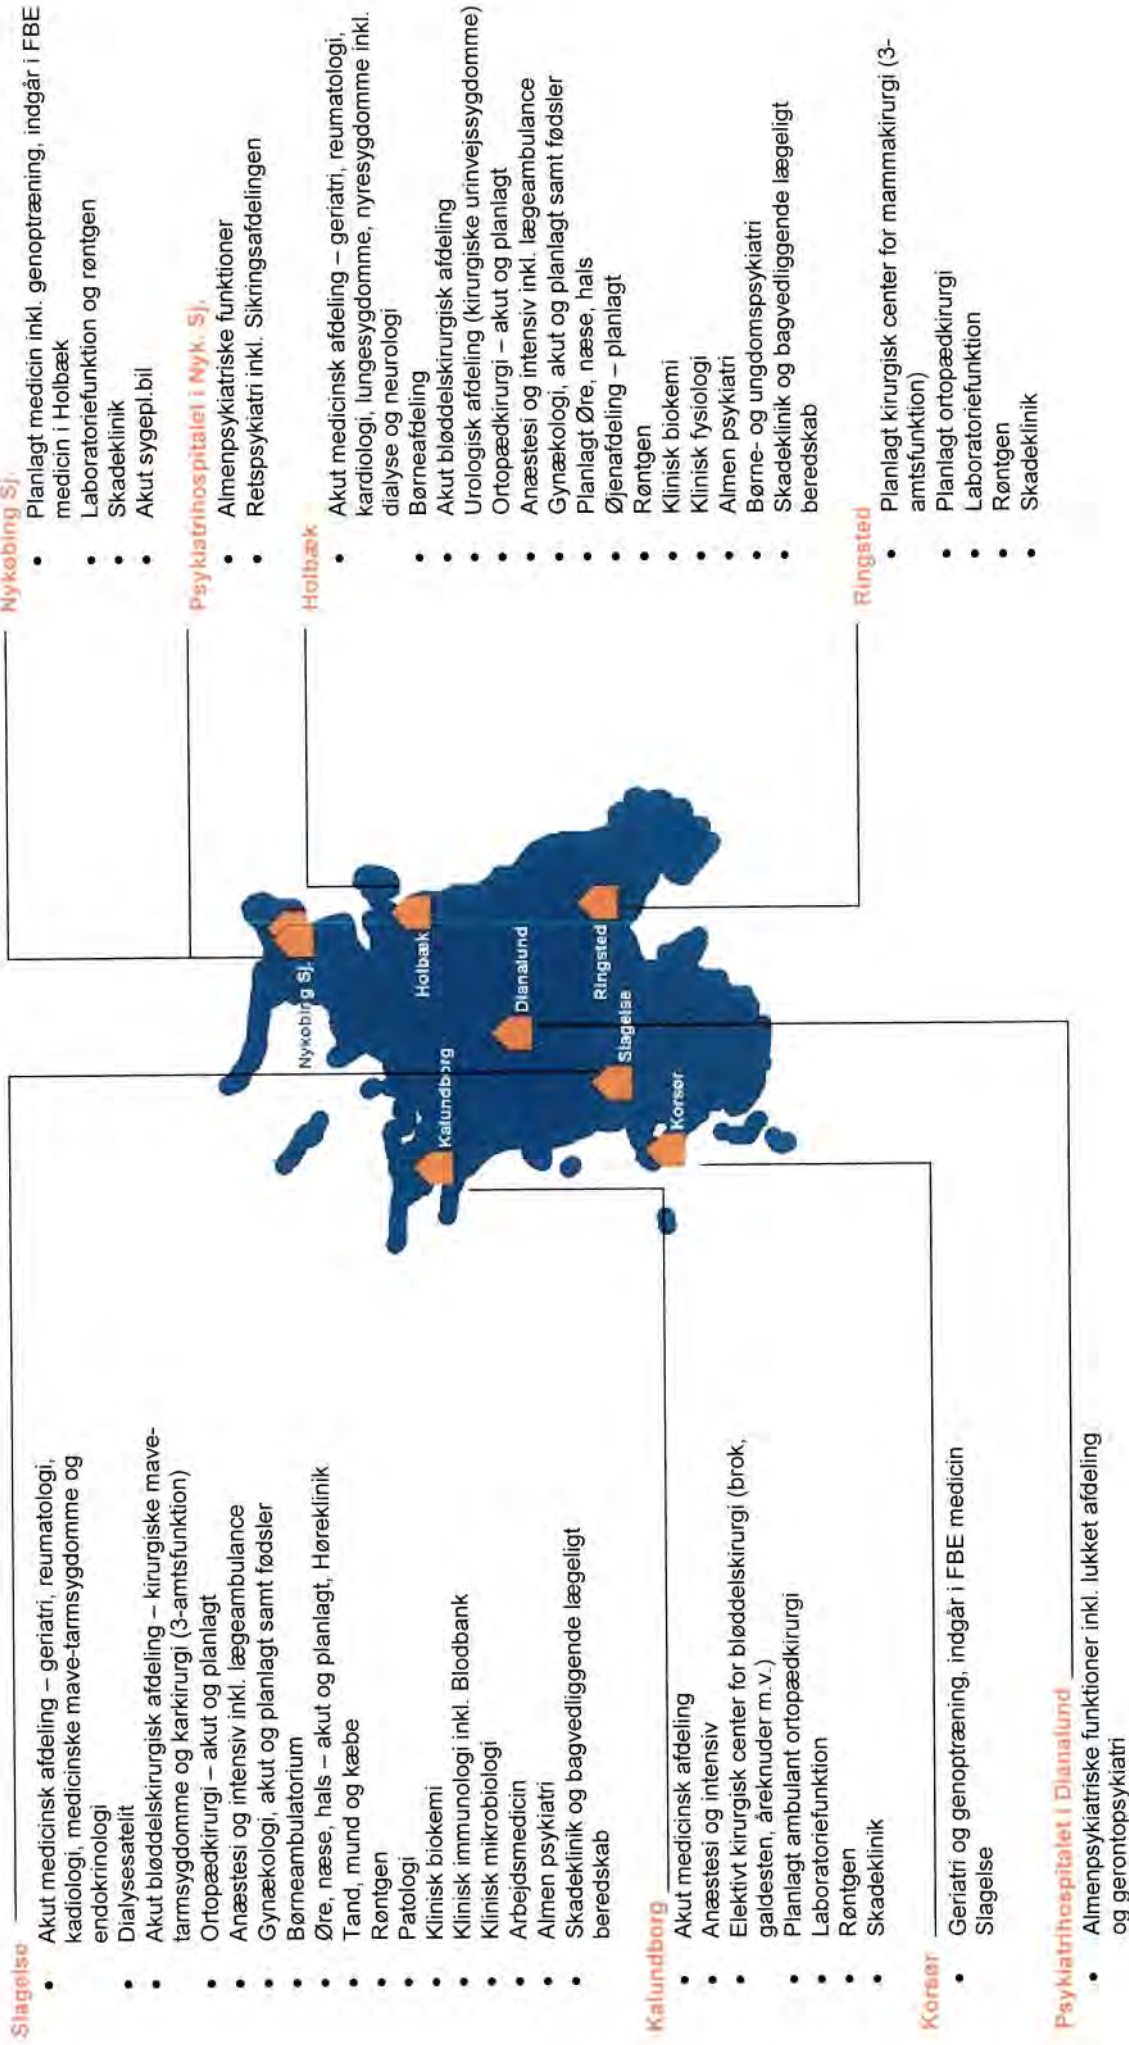 Slagelse
• Akut medicinsk afdeling – geriatri, reumatologi,
kadiologi, medicinske mave-tarmsygdomme og
endokrinologi
• Dialysesatelit
• Akut bløddelskirurgisk afdeling – kirurgiske mave-
tarmsygdomme og karkirurgi (3-amtsfunktion)
• Ortopædkirurgi – akut og planlagt
• Anæstesi og intensiv inkl. lægeambulance
• Gynækologi, akut og planlagt samt fødsler
• Børneambulatorium
• Øre, næse, hals – akut og planlagt, Høreklinik
• Tand, mund og kæbe
• Røntgen
• Patologi
• Klinisk biokemi
• Klinisk immunologi inkl. Blodbank
• Klinisk mikrobiologi
• Arbejdsmedicin
• Almen psykiatri
• Skadeklinik og bagvedliggende lægeligt
beredskab
Kalundborg
• Akut medicinsk afdeling
• Anæstesi og intensiv
• Elektivt kirurgisk center for bløddelskirurgi (brok,
galdesten, åreknuder m.v.)
• Planlagt ambulant ortopædkirurgi
• Laboratoriefunktion
• Røntgen
• Skadeklinik
Korsør
• Geriatri og genoptræning, indgår i FBE medicin
Slagelse
Psykiatrihospitalet i Dianalund
• Almenpsykiatriske funktioner inkl. lukket afdeling
og gerontopsykiatri
Nykøbing Sj.
Holbæk
Kalundborg
Dianalund
Ringsted
Slagelse
Korsør
Nykøbing Sj.
• Planlagt medicin inkl. genoptræning, indgår i FBE
medicin i Holbæk
• Laboratoriefunktion og røntgen
• Skadeklinik
• Akut sygepl.bil
Psykiatrihospitalet i Nyk. Sj.
• Almenpsykiatriske funktioner
• Retspsykiatri inkl. Sikringsafdelingen
Holbæk
• Akut medicinsk afdeling – geriatri, reumatologi,
kardiologi, lungesygdomme, nyresygdomme inkl.
dialyse og neurologi
• Børneafdeling
• Akut bløddelskirurgisk afdeling
• Urologisk afdeling (kirurgiske urinvejssygdomme)
• Ortopædkirurgi – akut og planlagt
• Anæstesi og intensiv inkl. lægeambulance
• Gynækologi, akut og planlagt samt fødsler
• Planlagt Øre, næse, hals
• Øjenafdeling – planlagt
• Røntgen
• Klinisk biokemi
• Klinisk fysiologi
• Almen psykiatri
• Børne- og ungdomspsykiatri
• Skadeklinik og bagvedliggende lægeligt
beredskab
Ringsted
• Planlagt kirurgisk center for mammakirurgi (3-
amtsfunktion)
• Planlagt ortopædkirurgi
• Laboratoriefunktion
• Røntgen
• Skadeklinik